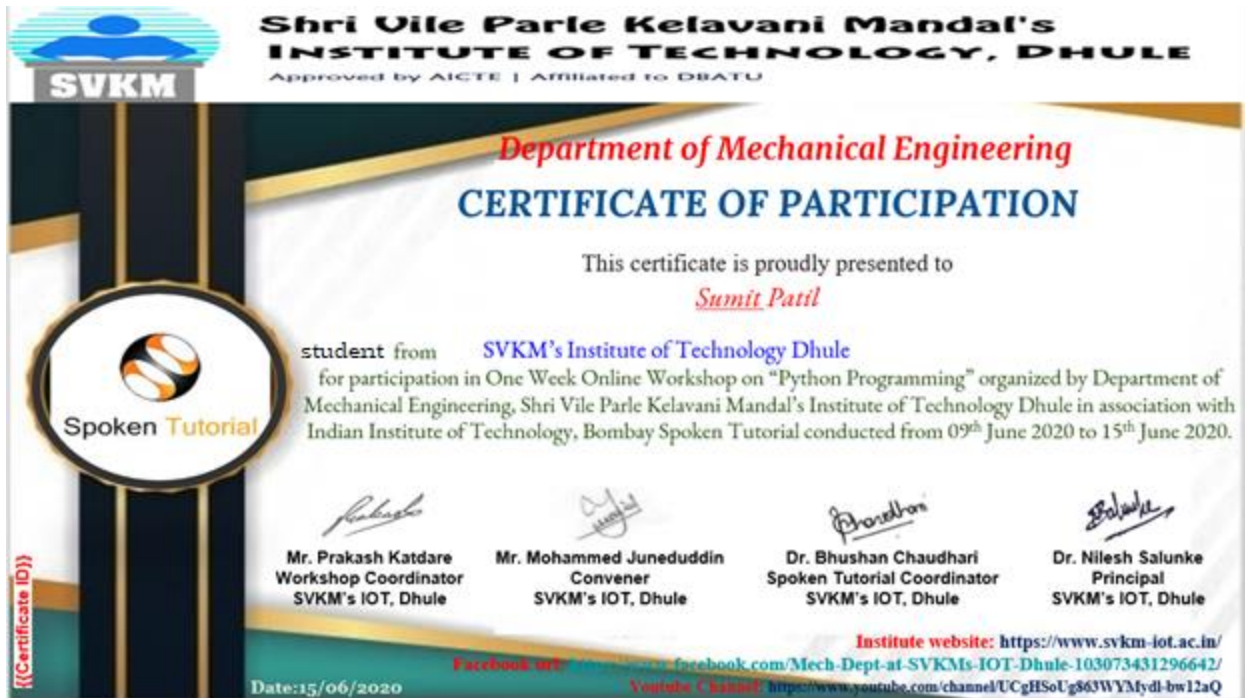 Shri Vile Parle Kelavani Mandal's
INSTITUTE OF TECHNOLOGY, DHULE
SVKM
Approved by AICTE | Affiliated to DBATU
Department of Mechanical Engineering
CERTIFICATE OF PARTICIPATION
This certificate is proudly presented to
Sumit Patil
student from SVKM's Institute of Technology Dhule
for participation in One Week Online Workshop on "Python Programming" organized by Department of
Mechanical Engineering, Shri Vile Parle Kelavani Mandal's Institute of Technology Dhule in association with
Indian Institute of Technology, Bombay Spoken Tutorial conducted from 09th June 2020 to 15th June 2020.
Spoken Tutorial
Mr. Prakash Katdare
Workshop Coordinator
SVKM's IOT, Dhule
Mr. Mohammed Juneduddin
Convener
SVKM's IOT, Dhule
Dr. Bhushan Chaudhari
Spoken Tutorial Coordinator
SVKM's IOT, Dhule
Dr. Nilesh Salunke
Principal
SVKM's IOT, Dhule
{{Certificate ID}}
Institute website: https://www.svkm-iot.ac.in/
Facebook url: https://www.facebook.com/Mech-Dept-at-SVKMs-IOT-Dhule-103073431296642/
Date:15/06/2020
Youtube Channel: https://www.youtube.com/channel/UCgHSoUg863WYMydl-bw12aQ